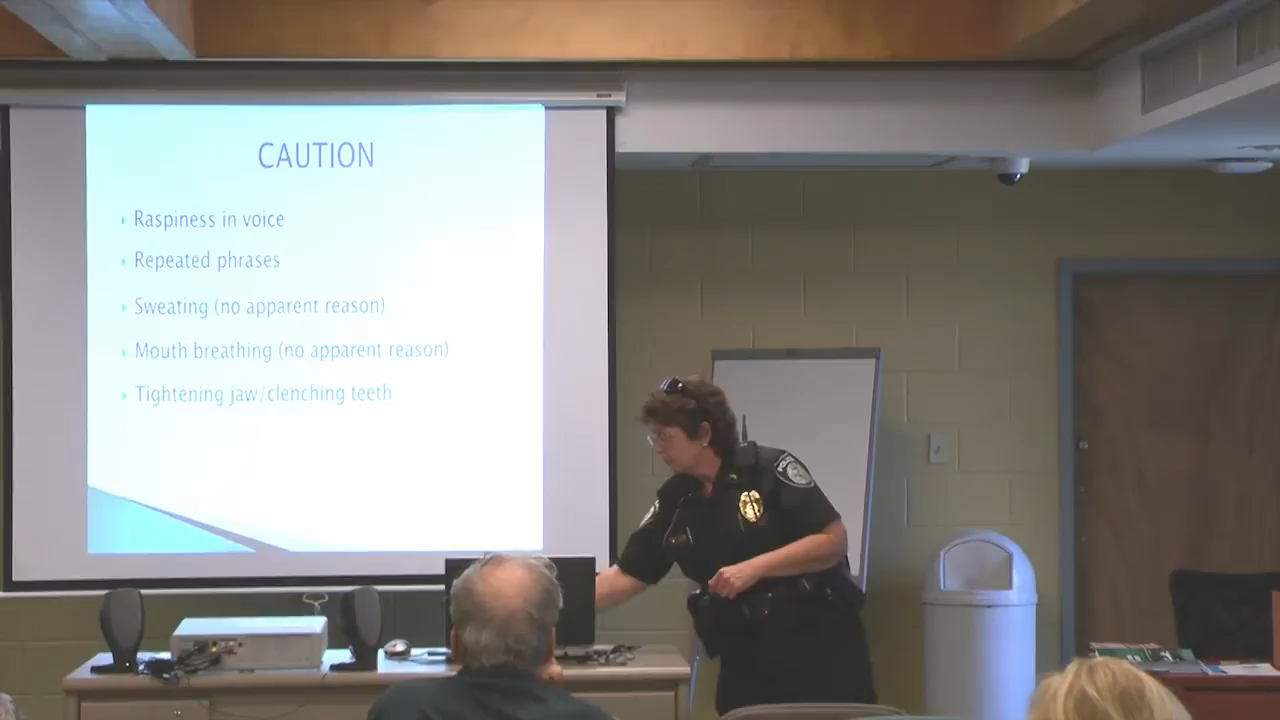 CAUTION
Raspiness in voice
Repeated phrases
Sweating (no apparent reason)
Mouth breathing (no apparent reason)
Tightening jaw/clenching teeth
POLICE